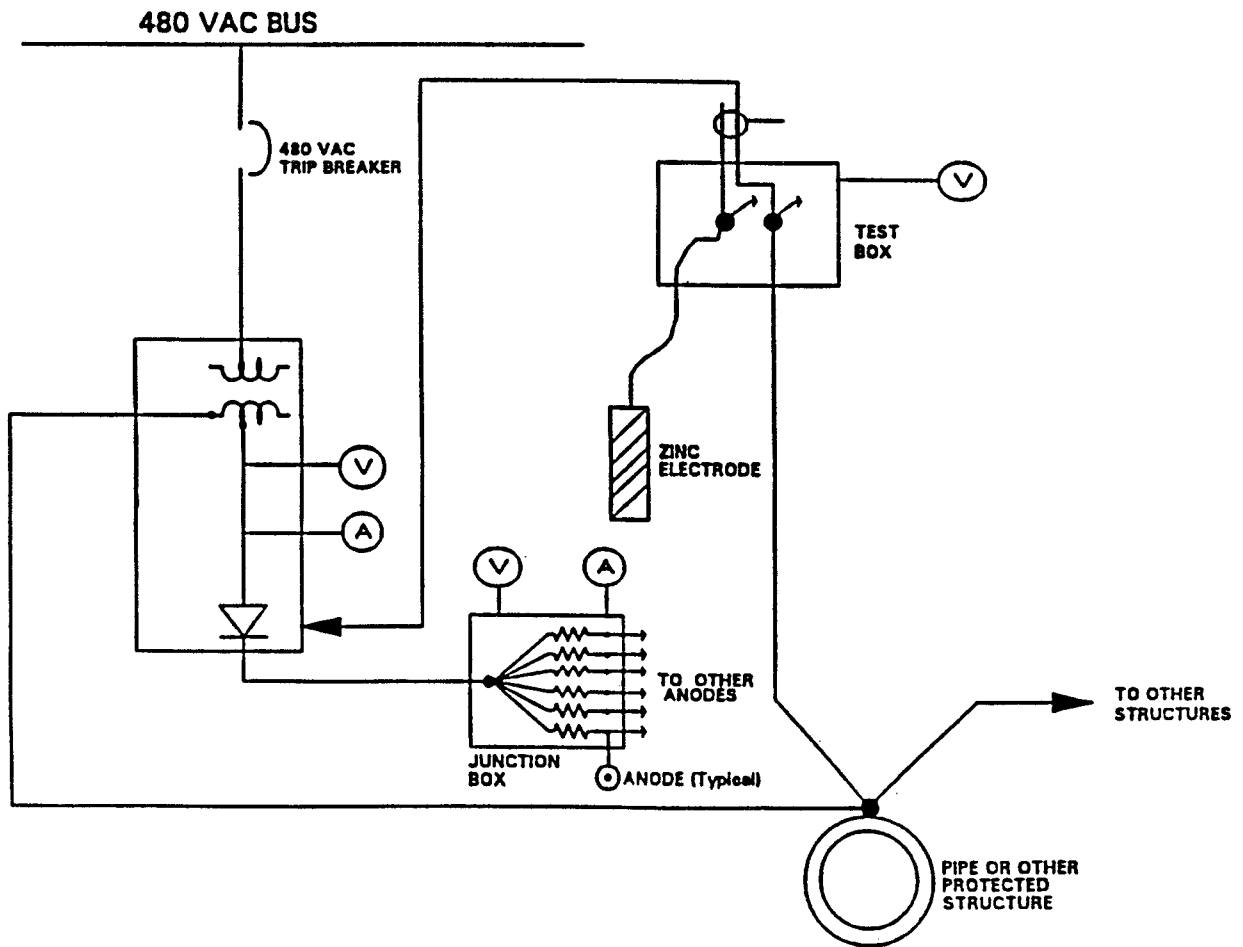 480 VAC BUS
480 VAC
TRIP BREAKER
V
TEST
BOX
V
ZINC
ELECTRODE
A
V
A
TO OTHER
ANODES
TO OTHER
STRUCTURES
JUNCTION
BOX
ANODE (Typical)
PIPE OR OTHER
PROTECTED
STRUCTURE